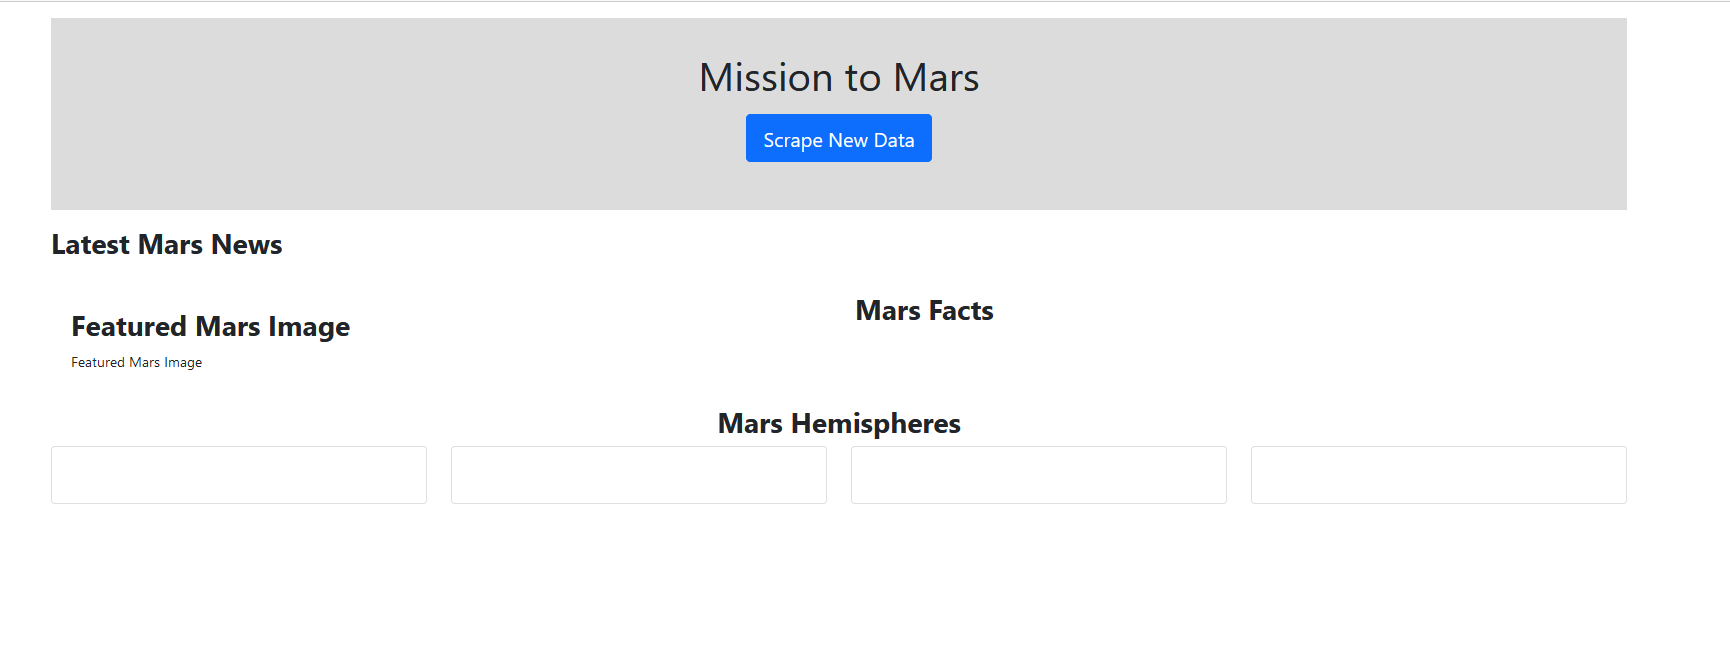 Mission to Mars
Scrape New Data
Latest Mars News
Featured Mars Image
Featured Mars Image
Mars Facts
Mars Hemispheres